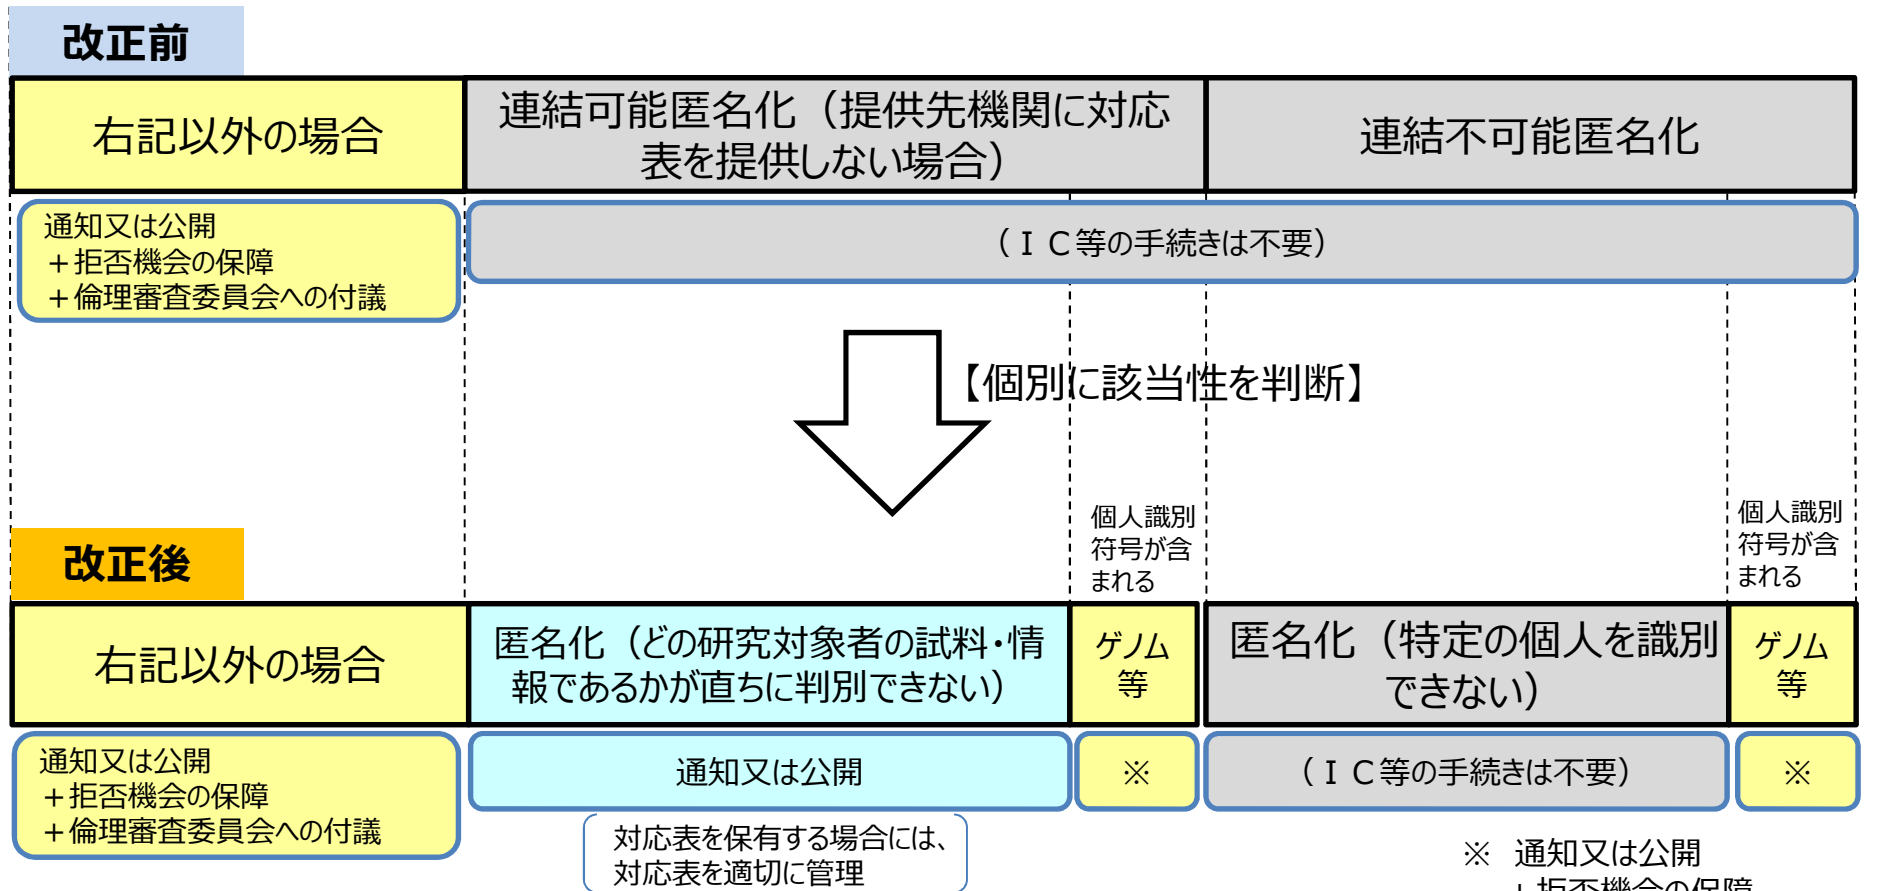 改正前
右記以外の場合
連結可能匿名化（提供先機関に対応
表を提供しない場合）
連結不可能匿名化
通知又は公開
＋拒否機会の保障
＋倫理審査委員会への付議
（ＩＣ等の手続きは不要）
【個別に該当性を判断】
個人識別
符号が含
まれる
個人識別
符号が含
まれる
改正後
右記以外の場合
匿名化（どの研究対象者の試料・情
報であるかが直ちに判別できない）
ゲノム
等
匿名化（特定の個人を識別
できない）
ゲノム
等
通知又は公開
＋拒否機会の保障
＋倫理審査委員会への付議
通知又は公開
※
（ＩＣ等の手続きは不要）
※
対応表を保有する場合には、
対応表を適切に管理
※　通知又は公開
＋拒否機会の保障